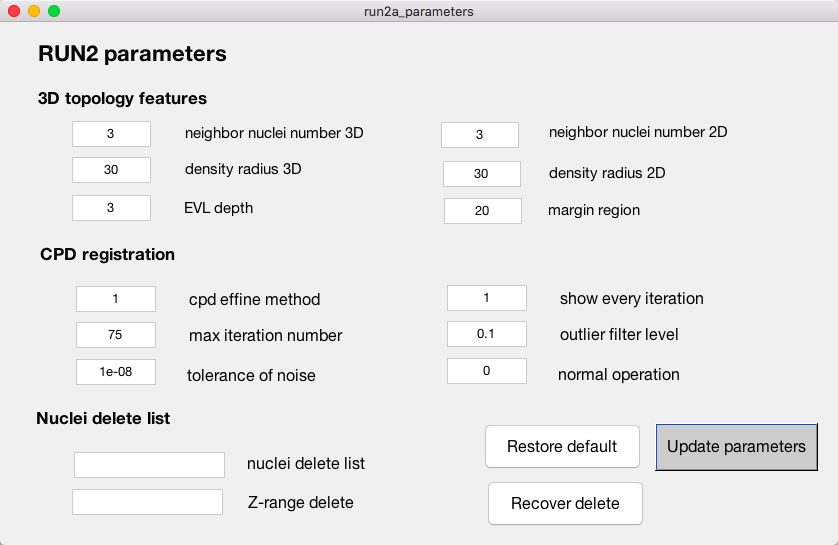 run2a_parameters
RUN2 parameters
3D topology features
3 neighbor nuclei number 3D 3 neighbor nuclei number 2D
30 density radius 3D 30 density radius 2D
3 EVL depth 20 margin region
CPD registration
1 cpd effine method 1 show every iteration
75 max iteration number 0.1 outlier filter level
1e-08 tolerance of noise 0 normal operation
Nuclei delete list
nuclei delete list Restore default Update parameters
Z-range delete Recover delete